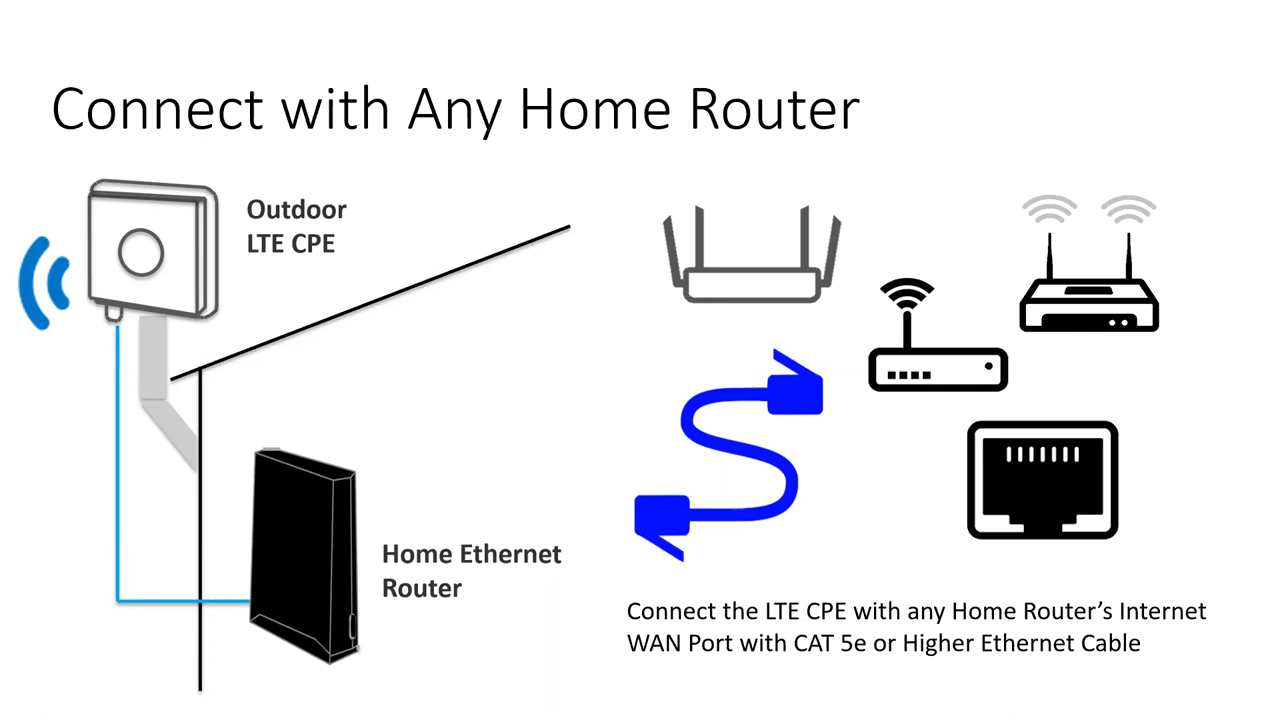 Connect with Any Home Router
Outdoor
LTE CPE
Home Ethernet
Router
Connect the LTE CPE with any Home Router’s Internet
WAN Port with CAT 5e or Higher Ethernet Cable